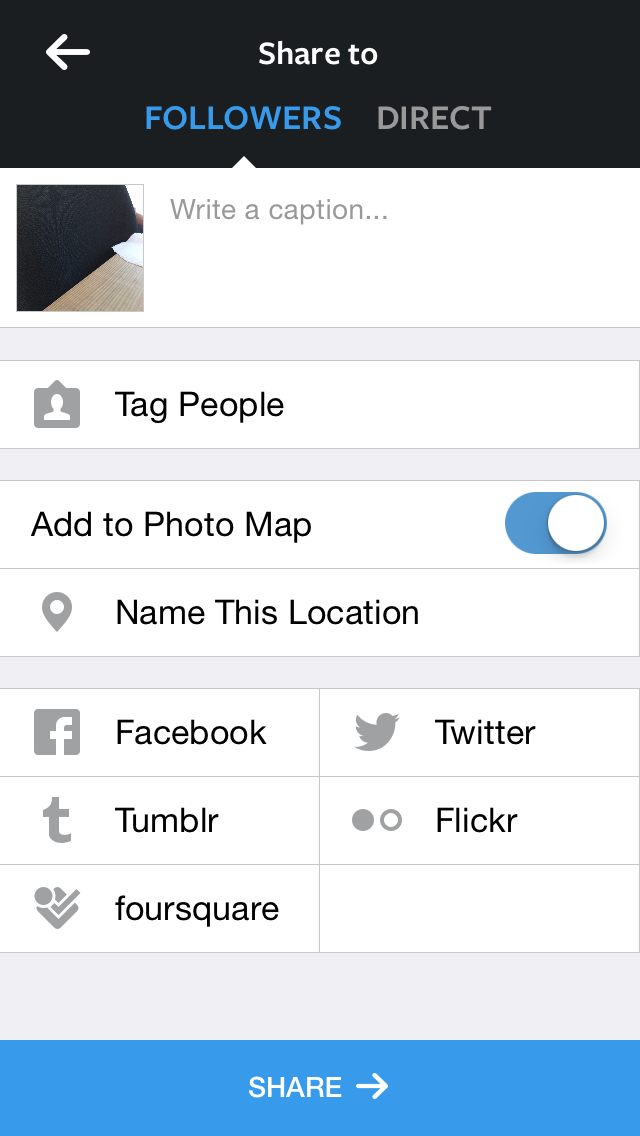 Share to
FOLLOWERS DIRECT
Write a caption...
Tag People
Add to Photo Map
Name This Location
Facebook Twitter
Tumblr Flickr
foursquare
SHARE